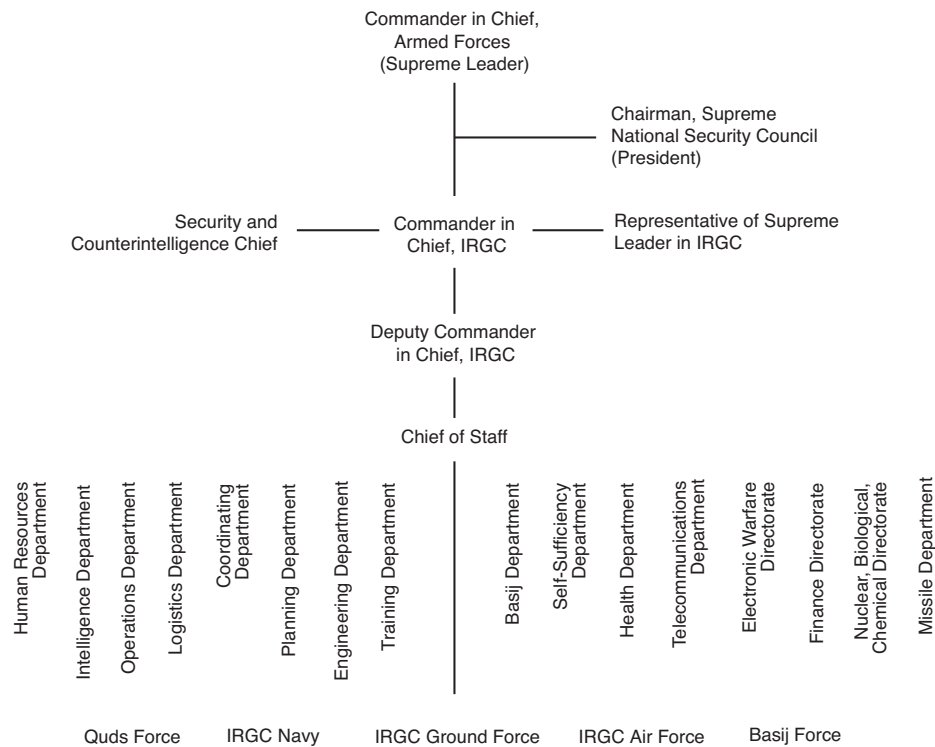 Commander in Chief,
Armed Forces
(Supreme Leader)
Chairman, Supreme
National Security Council
(President)
Security and
Counterintelligence Chief
Commander in
Chief, IRGC
Representative of Supreme
Leader in IRGC
Deputy Commander
in Chief, IRGC
Chief of Staff
Human Resources
Department
Intelligence Department
Operations Department
Logistics Department
Coordinating
Department
Planning Department
Engineering Department
Training Department
Basij Department
Self-Sufficiency
Department
Health Department
Telecommunications
Department
Electronic Warfare
Directorate
Finance Directorate
Nuclear, Biological,
Chemical Directorate
Missile Department
Quds Force
IRGC Navy
IRGC Ground Force
IRGC Air Force
Basij Force